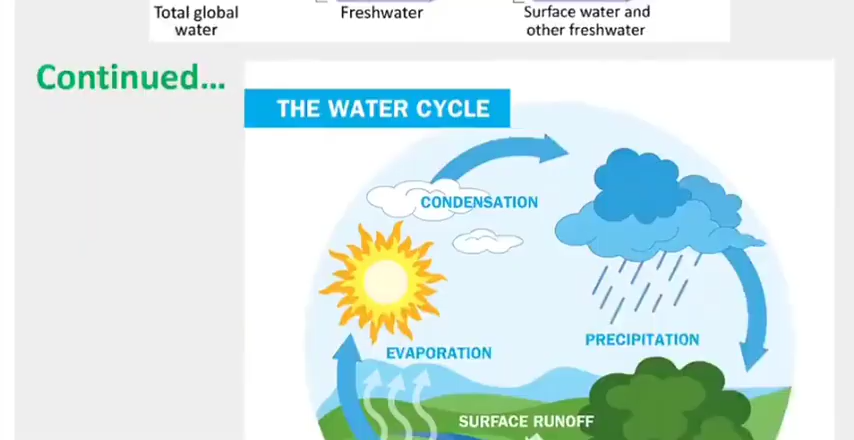 Total global
water
Freshwater
Surface water and
other freshwater
Continued...
THE WATER CYCLE
CONDENSATION
PRECIPITATION
EVAPORATION
SURFACE RUNOFF